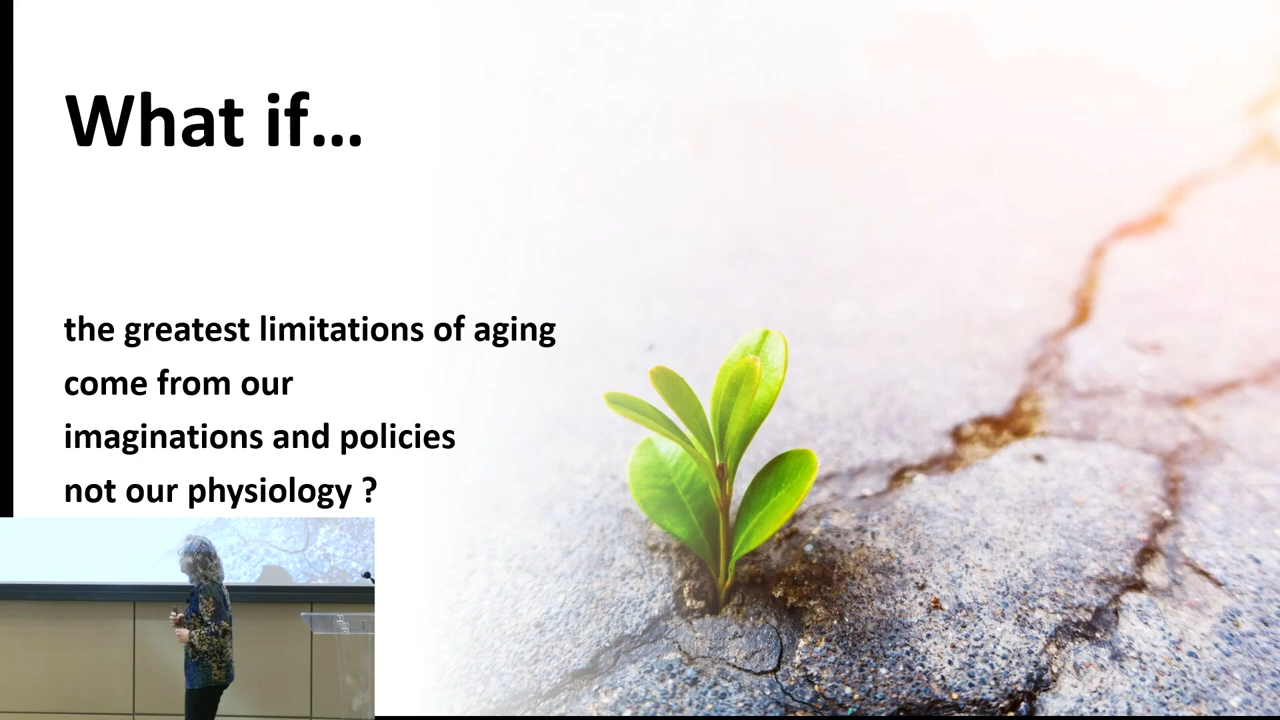 What if...
the greatest limitations of aging
come from our
imaginations and policies
not our physiology ?